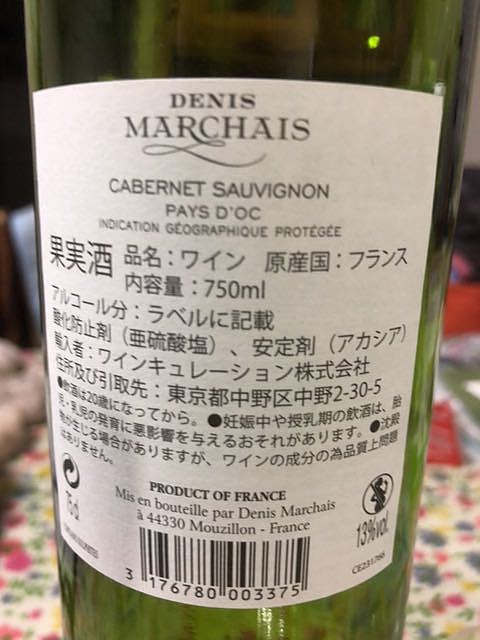 DENIS
MARCHAIS
CABERNET SAUVIGNON
PAYS D'OC
INDICATION GÉOGRAPHIQUE PROTÉGÉE
果実酒 品名：ワイン 原産国：フランス
内容量：750ml
アルコール分：ラベルに記載
酸化防止剤（亜硫酸塩）、安定剤（アカシア）
輸入者：ワインキュレーション株式会社
住所及び引取先：東京都中野区中野2-30-5
●飲酒は20歳になってから。●妊娠中や授乳期の飲酒は、胎
児・乳児の発育に悪影響を与えるおそれがあります。●沈殿
物が生じる場合がありますが、ワインの成分の為品質上問題
はありません。
PRODUCT OF FRANCE
Mis en bouteille par Denis Marchais
à 44330 Mouzillon - France
75 cl
13%vol.
CE231766
3 176780 003375